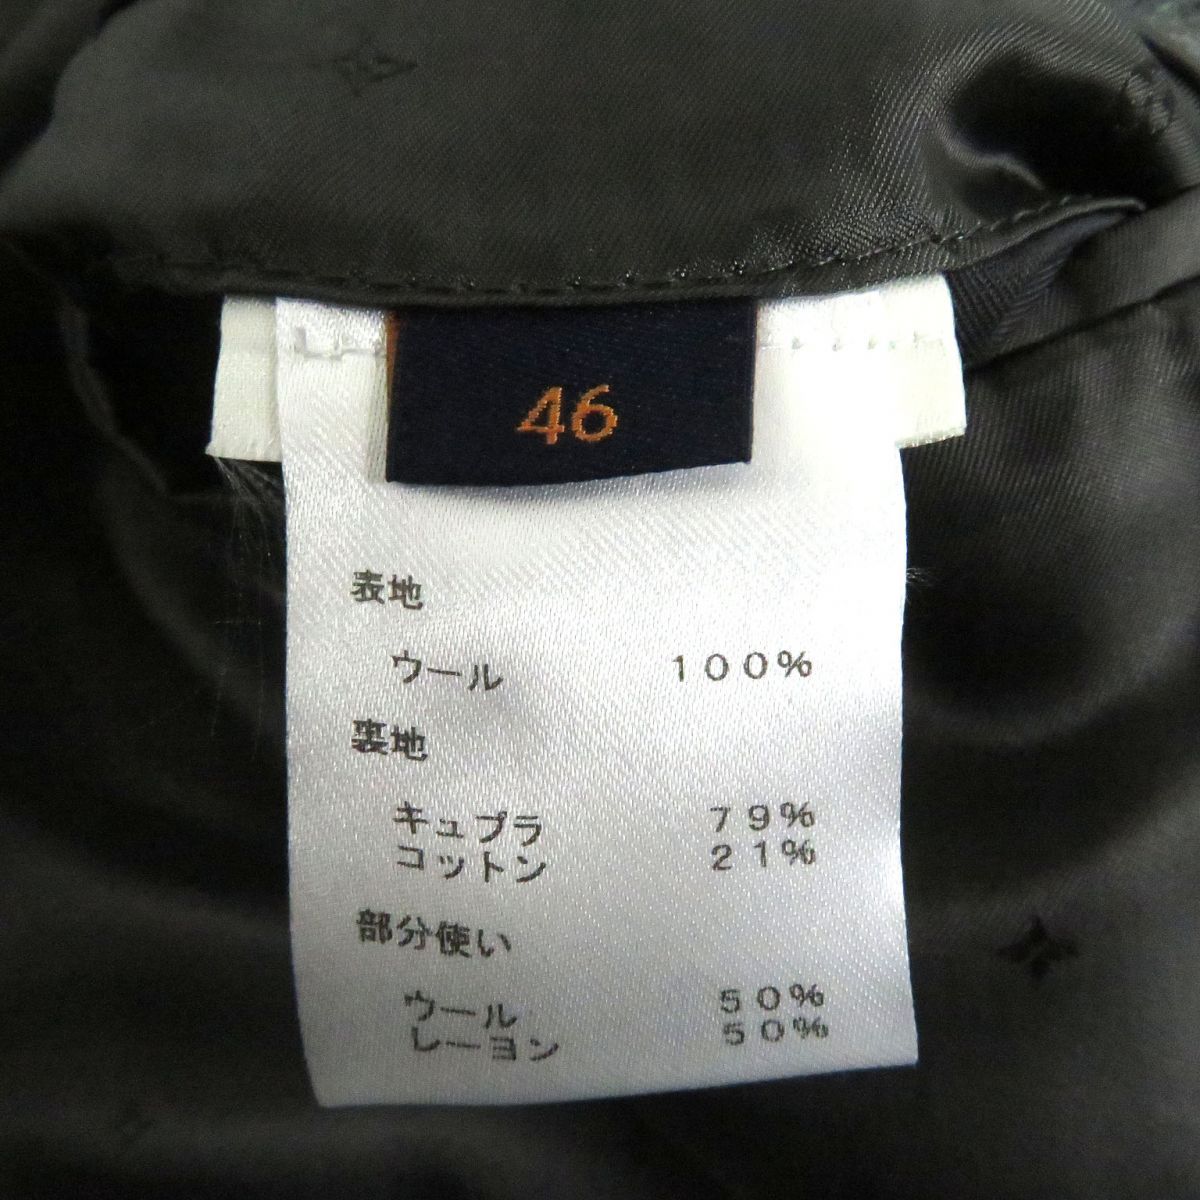 46
表地
ウール 100%
裏地
キュプラ 79%
コットン 21%
部分使い
ウール 50%
レーヨン 50%